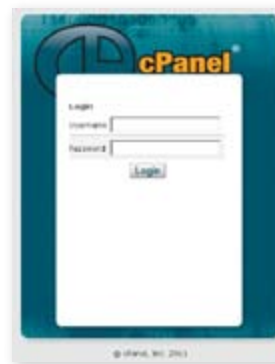 cPanel®
Login
Username
Password
Login
© cPanel, Inc. 2011